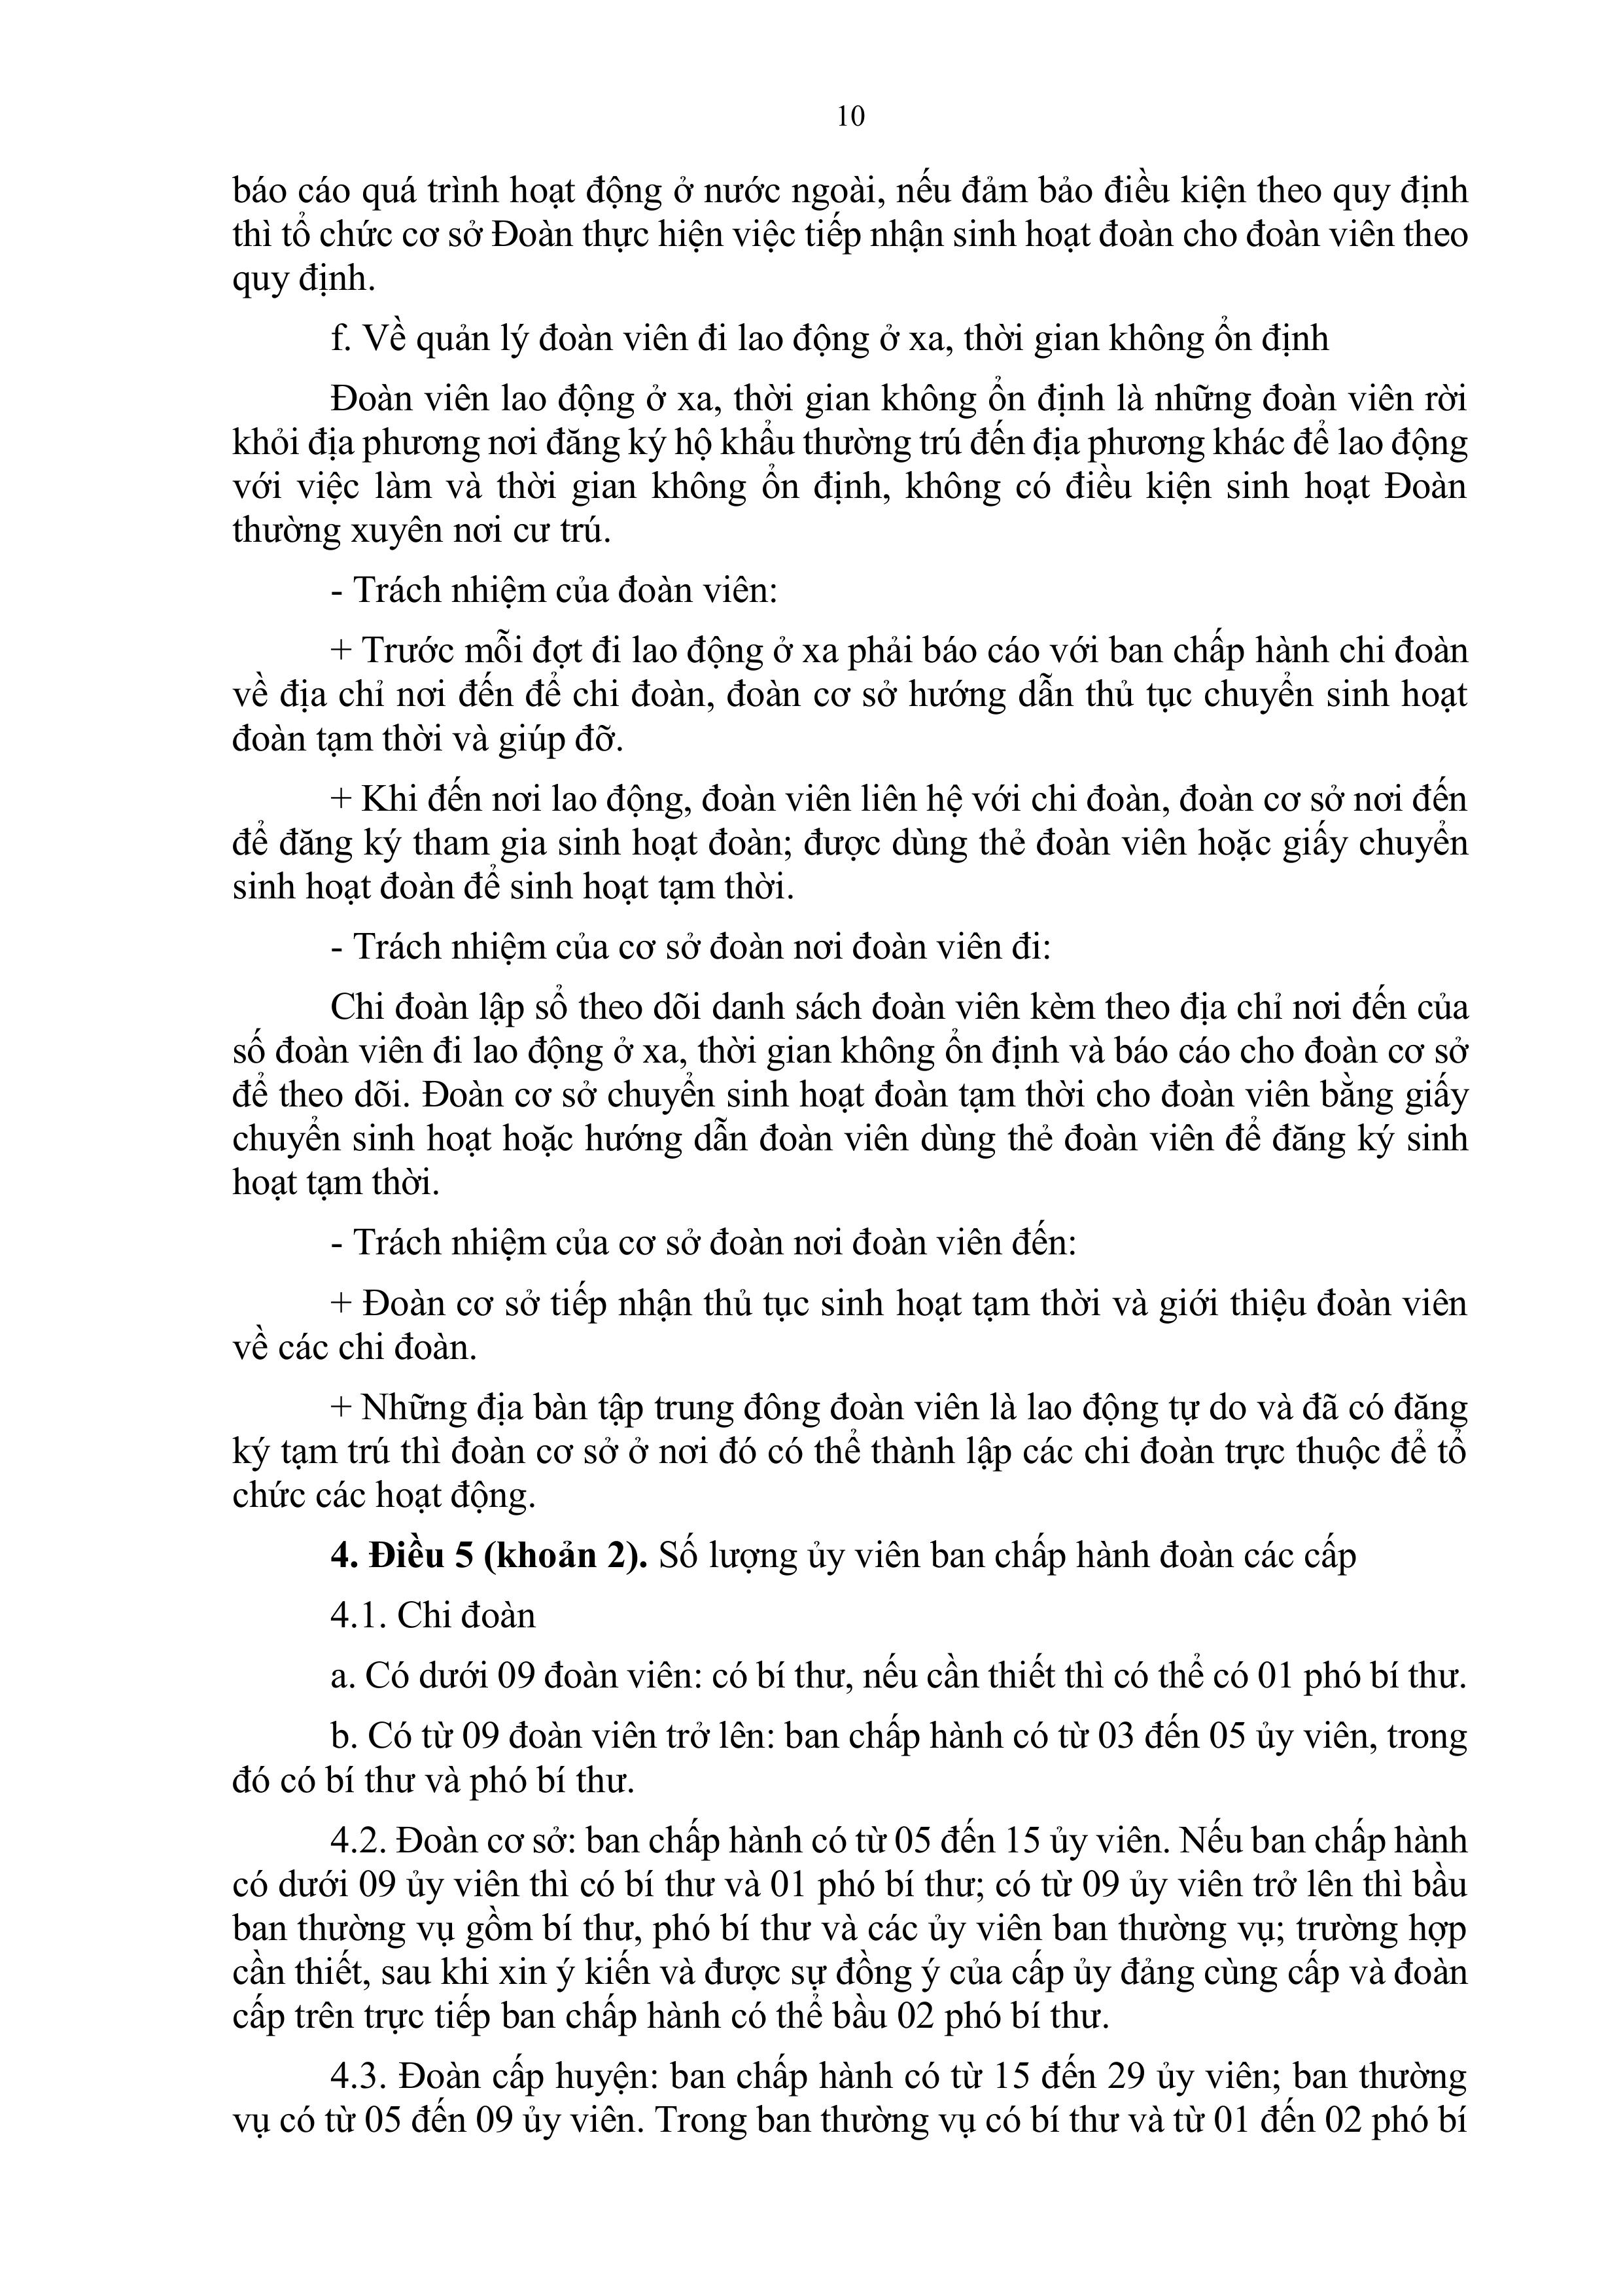 10
báo cáo quá trình hoạt động ở nước ngoài, nếu đảm bảo điều kiện theo quy định
thì tổ chức cơ sở Đoàn thực hiện việc tiếp nhận sinh hoạt đoàn cho đoàn viên theo
quy định.
f. Về quản lý đoàn viên đi lao động ở xa, thời gian không ổn định
Đoàn viên lao động ở xa, thời gian không ổn định là những đoàn viên rời
khỏi địa phương nơi đăng ký hộ khẩu thường trú đến địa phương khác để lao động
với việc làm và thời gian không ổn định, không có điều kiện sinh hoạt Đoàn
thường xuyên nơi cư trú.
- Trách nhiệm của đoàn viên:
+ Trước mỗi đợt đi lao động ở xa phải báo cáo với ban chấp hành chi đoàn
về địa chỉ nơi đến để chi đoàn, đoàn cơ sở hướng dẫn thủ tục chuyển sinh hoạt
đoàn tạm thời và giúp đỡ.
+ Khi đến nơi lao động, đoàn viên liên hệ với chi đoàn, đoàn cơ sở nơi đến
để đăng ký tham gia sinh hoạt đoàn; được dùng thẻ đoàn viên hoặc giấy chuyển
sinh hoạt đoàn để sinh hoạt tạm thời.
- Trách nhiệm của cơ sở đoàn nơi đoàn viên đi:
Chi đoàn lập sổ theo dõi danh sách đoàn viên kèm theo địa chỉ nơi đến của
số đoàn viên đi lao động ở xa, thời gian không ổn định và báo cáo cho đoàn cơ sở
để theo dõi. Đoàn cơ sở chuyển sinh hoạt đoàn tạm thời cho đoàn viên bằng giấy
chuyển sinh hoạt hoặc hướng dẫn đoàn viên dùng thẻ đoàn viên để đăng ký sinh
hoạt tạm thời.
- Trách nhiệm của cơ sở đoàn nơi đoàn viên đến:
+ Đoàn cơ sở tiếp nhận thủ tục sinh hoạt tạm thời và giới thiệu đoàn viên
về các chi đoàn.
+ Những địa bàn tập trung đông đoàn viên là lao động tự do và đã có đăng
ký tạm trú thì đoàn cơ sở ở nơi đó có thể thành lập các chi đoàn trực thuộc để tổ
chức các hoạt động.
4. Điều 5 (khoản 2). Số lượng ủy viên ban chấp hành đoàn các cấp
4.1. Chi đoàn
a. Có dưới 09 đoàn viên: có bí thư, nếu cần thiết thì có thể có 01 phó bí thư.
b. Có từ 09 đoàn viên trở lên: ban chấp hành có từ 03 đến 05 ủy viên, trong
đó có bí thư và phó bí thư.
4.2. Đoàn cơ sở: ban chấp hành có từ 05 đến 15 ủy viên. Nếu ban chấp hành
có dưới 09 ủy viên thì có bí thư và 01 phó bí thư; có từ 09 ủy viên trở lên thì bầu
ban thường vụ gồm bí thư, phó bí thư và các ủy viên ban thường vụ; trường hợp
cần thiết, sau khi xin ý kiến và được sự đồng ý của cấp ủy đảng cùng cấp và đoàn
cấp trên trực tiếp ban chấp hành có thể bầu 02 phó bí thư.
4.3. Đoàn cấp huyện: ban chấp hành có từ 15 đến 29 ủy viên; ban thường
vụ có từ 05 đến 09 ủy viên. Trong ban thường vụ có bí thư và từ 01 đến 02 phó bí